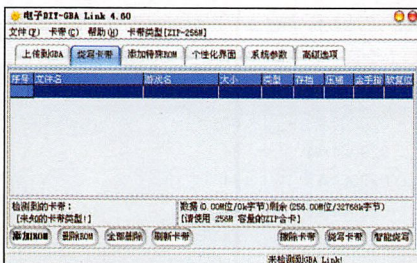 电子DIY-GBA Link 4.60
文件(F) 卡带(C) 帮助(H) 卡带类型[ZIP-256M]
上传到GBA 烧写卡带 添加特殊ROM 个性化界面 系统参数 高级选项
序号 文件名 游戏名 大小 类型 存档 压缩 金手指 软复位
检测到的卡带: 数据(0.00M位/0K字节)剩余(256.00M位/32768K字节)
[未知的卡带类型!] [请使用 256M 容量的ZIP合卡]
添加ROM 删除ROM 全部删除 刷新卡带 擦除卡带 烧写卡带 智能烧写
未检测到GBA Link!